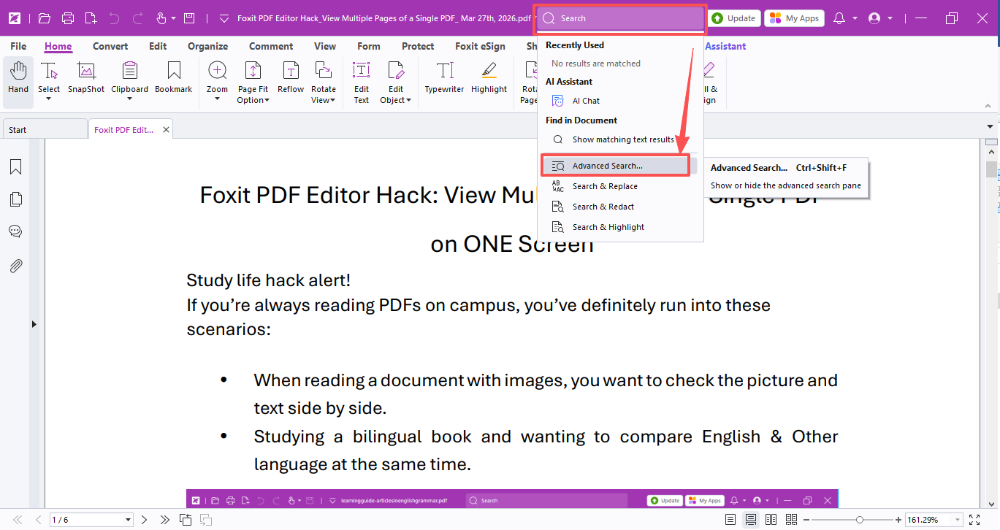 Foxit PDF Editor Hack_View Multiple Pages of a Single PDF_ Mar 27th, 2026.pdf
Search
Update
My Apps
File Home Convert Edit Organize Comment View Form Protect Foxit eSign Sh Assistant
Hand
Select
SnapShot
Clipboard
Bookmark
Zoom
Page Fit
Option
Reflow
Rotate
View
Edit
Text
Edit
Object
Typewriter
Highlight
Rota
Page
ll &
ign
Recently Used
No results are matched
AI Assistant
AI Chat
Find in Document
Show matching text results
Advanced Search...
Search & Replace
Search & Redact
Search & Highlight
Advanced Search... Ctrl+Shift+F
Show or hide the advanced search pane
Start
Foxit PDF Edit...
Foxit PDF Editor Hack: View Mul Single PDF
on ONE Screen
Study life hack alert!
If you’re always reading PDFs on campus, you’ve definitely run into these
scenarios:
• When reading a document with images, you want to check the picture and
text side by side.
• Studying a bilingual book and wanting to compare English & Other
language at the same time.
learningguide-articlesinenglishgrammar.pdf
Search
Update
My Apps
1 / 6
161.29%